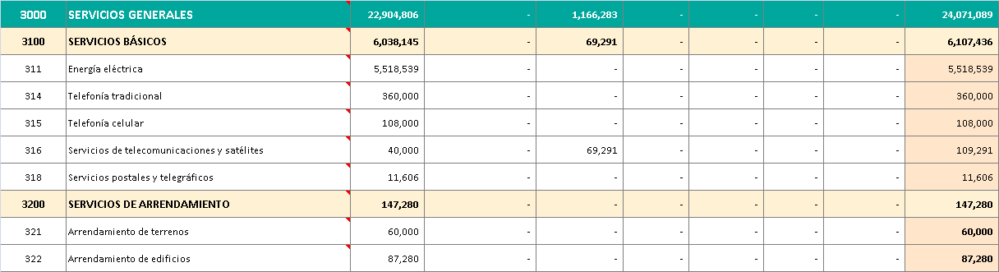 3000 SERVICIOS GENERALES 22,904,806 - 1,166,283 - - - - 24,071,089
3100 SERVICIOS BÁSICOS 6,038,145 - 69,291 - - - - 6,107,436
311 Energía eléctrica 5,518,539 - - - - - - 5,518,539
314 Telefonía tradicional 360,000 - - - - - - 360,000
315 Telefonía celular 108,000 - - - - - - 108,000
316 Servicios de telecomunicaciones y satélites 40,000 - 69,291 - - - - 109,291
318 Servicios postales y telegráficos 11,606 - - - - - - 11,606
3200 SERVICIOS DE ARRENDAMIENTO 147,280 - - - - - - 147,280
321 Arrendamiento de terrenos 60,000 - - - - - - 60,000
322 Arrendamiento de edificios 87,280 - - - - - - 87,280